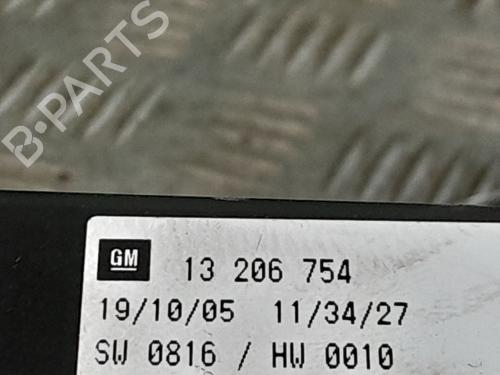 B-PARTS
GM 13 206 754
19/10/05 11/34/27
SW 0816 / HW 0010